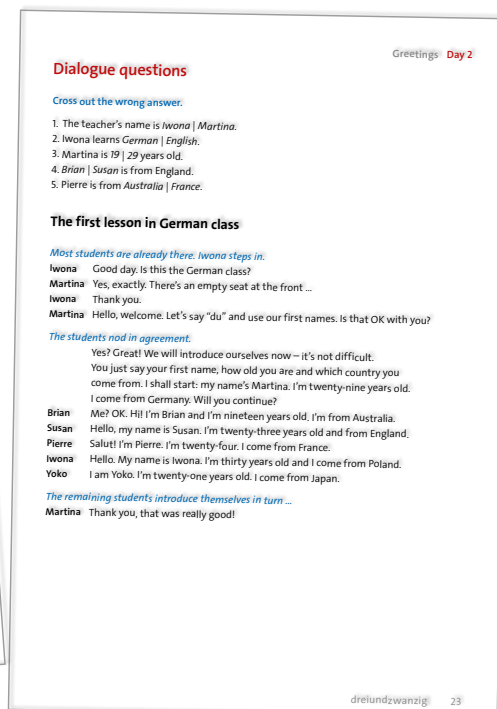 Greetings Day 2
Dialogue questions
Cross out the wrong answer.
1. The teacher's name is Iwona | Martina.
2. Iwona learns German | English.
3. Martina is 19 | 29 years old.
4. Brian | Susan is from England.
5. Pierre is from Australia | France.
The first lesson in German class
Most students are already there. Iwona steps in.
Iwona Good day. Is this the German class?
Martina Yes, exactly. There's an empty seat at the front ...
Iwona Thank you.
Martina Hello, welcome. Let's say "du" and use our first names. Is that OK with you?
The students nod in agreement.
Yes? Great! We will introduce ourselves now – it's not difficult.
You just say your first name, how old you are and which country you
come from. I shall start: my name's Martina. I'm twenty-nine years old.
I come from Germany. Will you continue?
Brian Me? OK. Hi! I'm Brian and I'm nineteen years old. I'm from Australia.
Susan Hello, my name is Susan. I'm twenty-three years old and from England.
Pierre Salut! I'm Pierre. I'm twenty-four. I come from France.
Iwona Hello. My name is Iwona. I'm thirty years old and I come from Poland.
Yoko I am Yoko. I'm twenty-one years old. I come from Japan.
The remaining students introduce themselves in turn ...
Martina Thank you, that was really good!
dreiundzwanzig 23